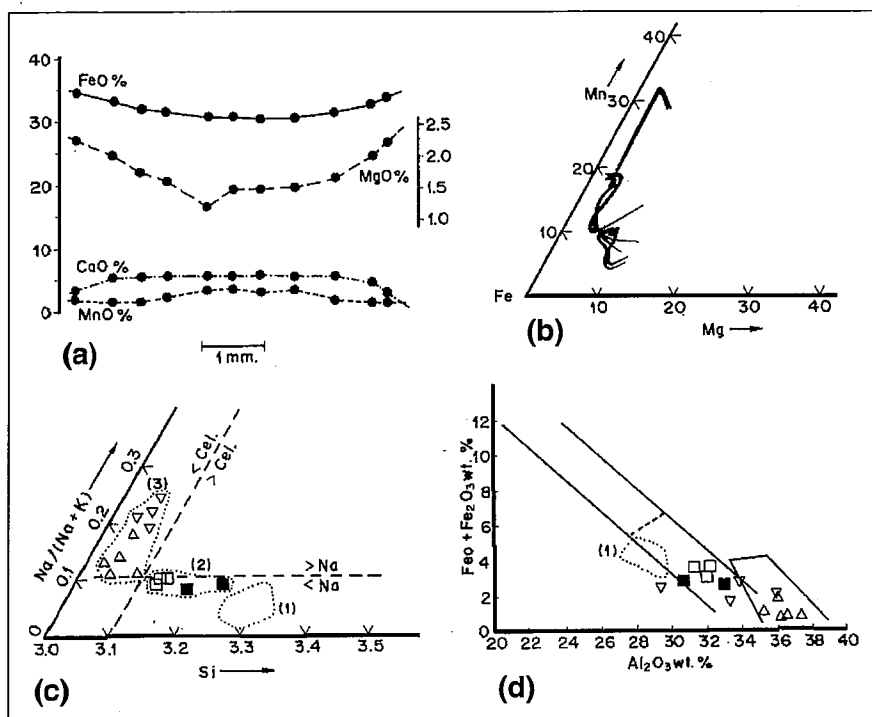 40
FeO %
30
2.5
2.0
MgO %
20
1.5
1.0
10
CaO %
0
MnO %
(a)
1 mm.
40
Mn
30
20
10
Fe
10
20
30
40
(b)
Mg
Na/(Na+K)
0.3
0.2
0.1
0
< Cel.
> Cel.
(3)
(2)
> Na
< Na
(1)
3.0
3.1
3.2
3.3
3.4
3.5
(c)
Si
FeO + Fe2O3 wt. %
12
10
8
6
4
2
0
(1)
20
22
24
26
28
30
32
34
36
38
40
(d)
Al2O3 wt. %